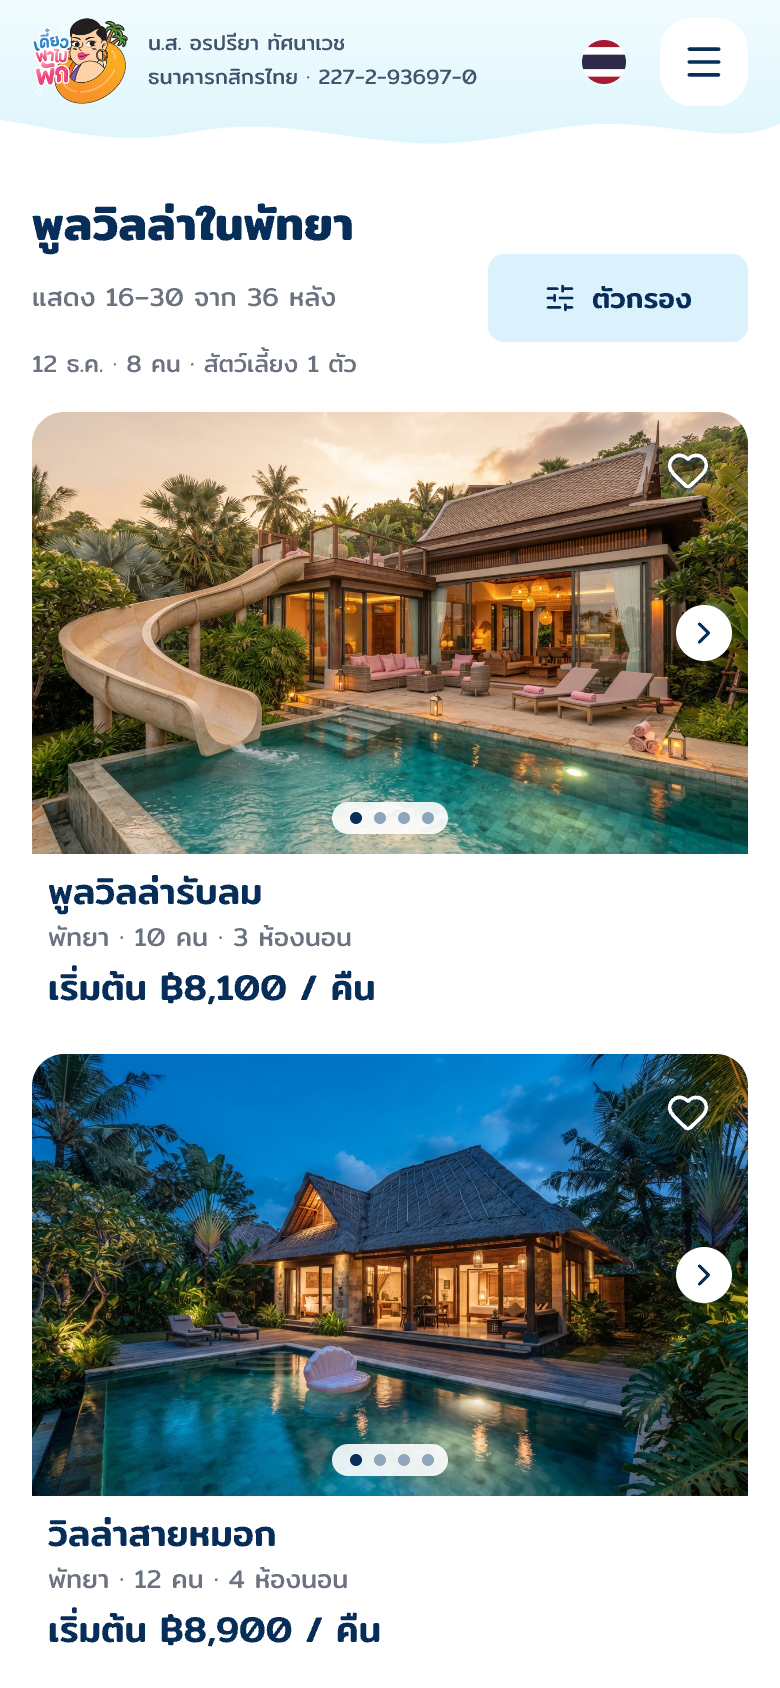 เดี๋ยว
พาไป
พัก
น.ส. อรปรียา ทัศนาเวช
ธนาคารกสิกรไทย · 227-2-93697-0
พูลวิลล่าในพัทยา
แสดง 16–30 จาก 36 หลัง
ตัวกรอง
12 ธ.ค. · 8 คน · สัตว์เลี้ยง 1 ตัว
พูลวิลล่ารับลม
พัทยา · 10 คน · 3 ห้องนอน
เริ่มต้น ฿8,100 / คืน
วิลล่าสายหมอก
พัทยา · 12 คน · 4 ห้องนอน
เริ่มต้น ฿8,900 / คืน